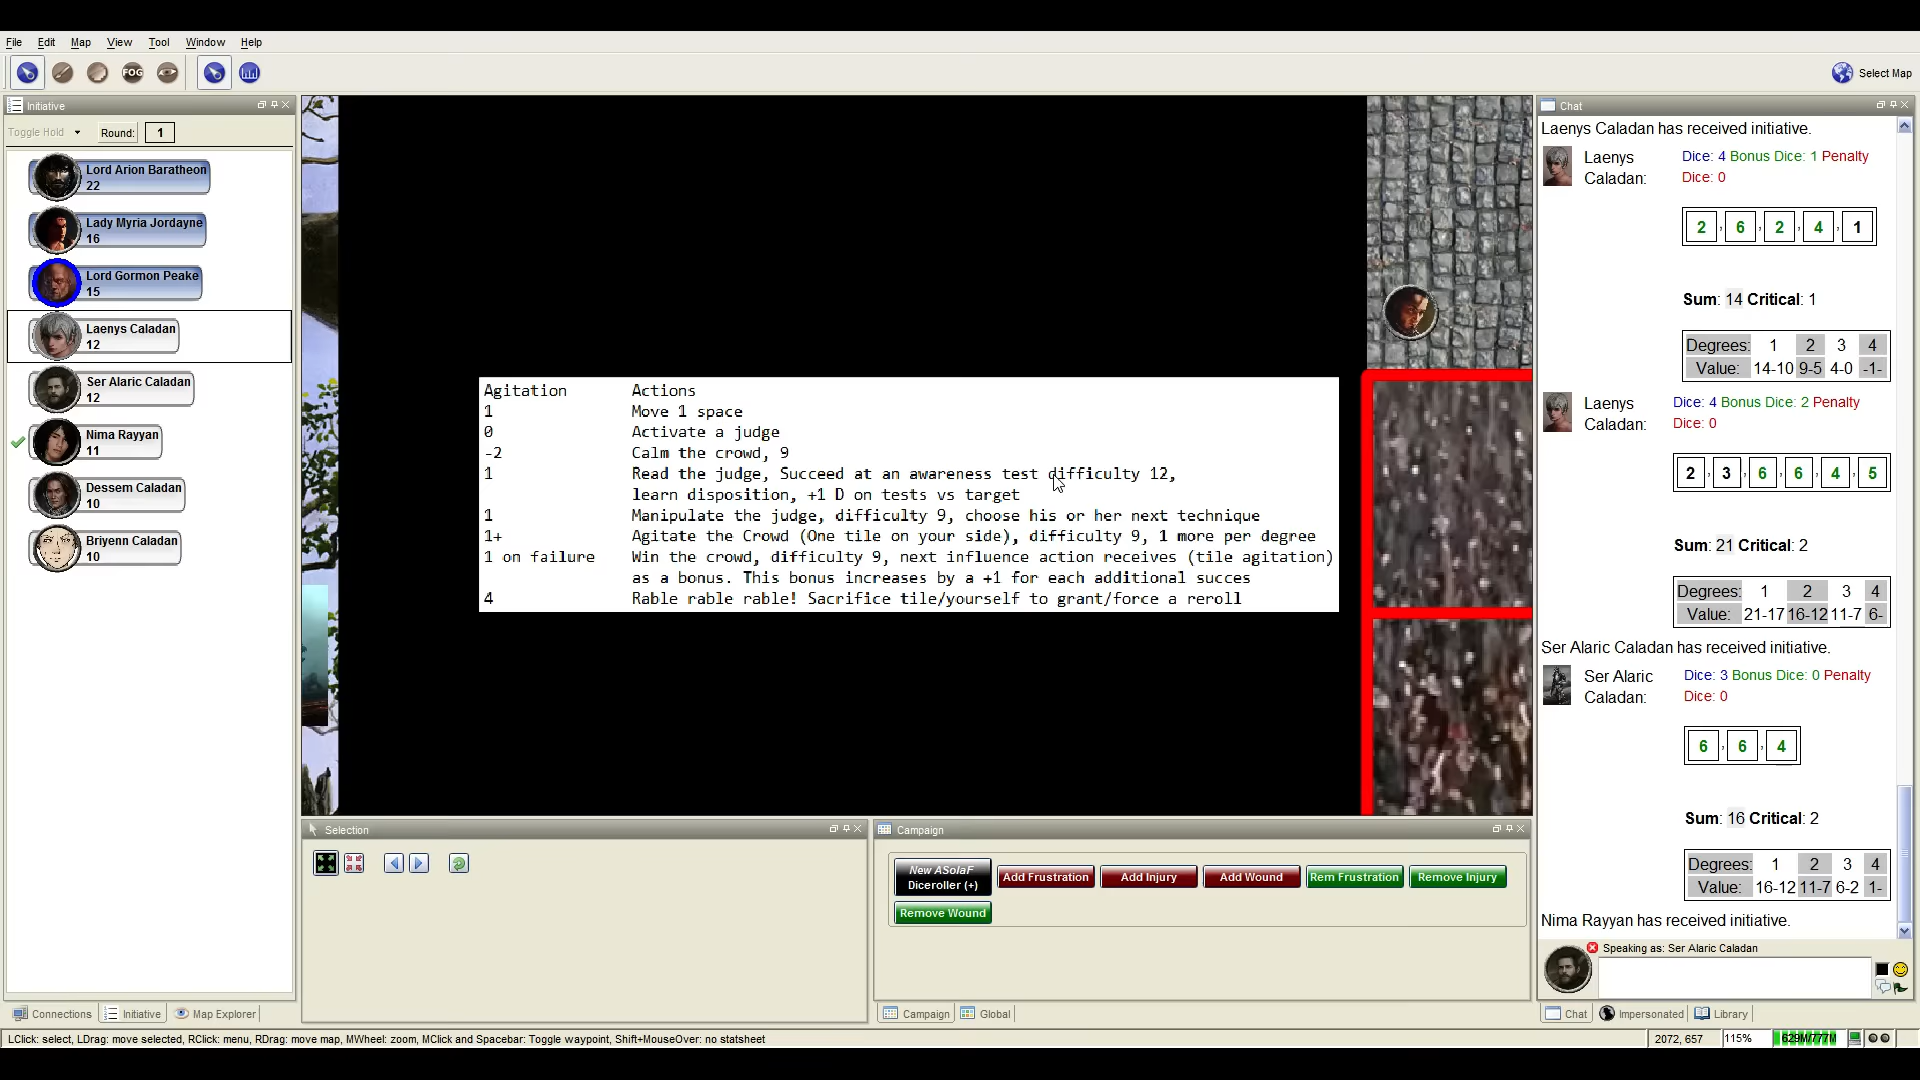 File Edit Map View Tool Window Help
FOG
Select Map
Initiative
Toggle Hold Round: 1
Lord Arion Baratheon
22
Lady Myria Jordayne
16
Lord Gormon Peake
15
Laenys Caladan
12
Ser Alaric Caladan
12
Nima Rayyan
11
Dessem Caladan
10
Briyenn Caladan
10
Connections Initiative Map Explorer
Agitation Actions
1 Move 1 space
0 Activate a judge
-2 Calm the crowd, 9
1 Read the judge, Succeed at an awareness test difficulty 12,
learn disposition, +1 D on tests vs target
1 Manipulate the judge, difficulty 9, choose his or her next technique
1+ Agitate the Crowd (One tile on your side), difficulty 9, 1 more per degree
1 on failure Win the crowd, difficulty 9, next influence action receives (tile agitation)
as a bonus. This bonus increases by a +1 for each additional succes
4 Rable rable rable! Sacrifice tile/yourself to grant/force a reroll
Selection
Campaign
New ASoIaF
Diceroller (+)
Add Frustration Add Injury Add Wound Rem Frustration Remove Injury
Remove Wound
Campaign Global
Chat
Laenys Caladan has received initiative.
Laenys Caladan:
Dice: 4 Bonus Dice: 1 Penalty
Dice: 0
2, 6, 2, 4, 1
Sum: 14 Critical: 1
Degrees: 1 2 3 4
Value: 14-10 9-5 4-0 -1-
Laenys Caladan:
Dice: 4 Bonus Dice: 2 Penalty
Dice: 0
2, 3, 6, 6, 4, 5
Sum: 21 Critical: 2
Degrees: 1 2 3 4
Value: 21-17 16-12 11-7 6-
Ser Alaric Caladan has received initiative.
Ser Alaric Caladan:
Dice: 3 Bonus Dice: 0 Penalty
Dice: 0
6, 6, 4
Sum: 16 Critical: 2
Degrees: 1 2 3 4
Value: 16-12 11-7 6-2 1-
Nima Rayyan has received initiative.
Speaking as: Ser Alaric Caladan
Chat Impersonated Library
LClick: select, LDrag: move selected, RClick: menu, RDrag: move map, MWheel: zoom, MClick and Spacebar: Toggle waypoint, Shift+MouseOver: no statsheet
2072, 657 115% 629M/777M